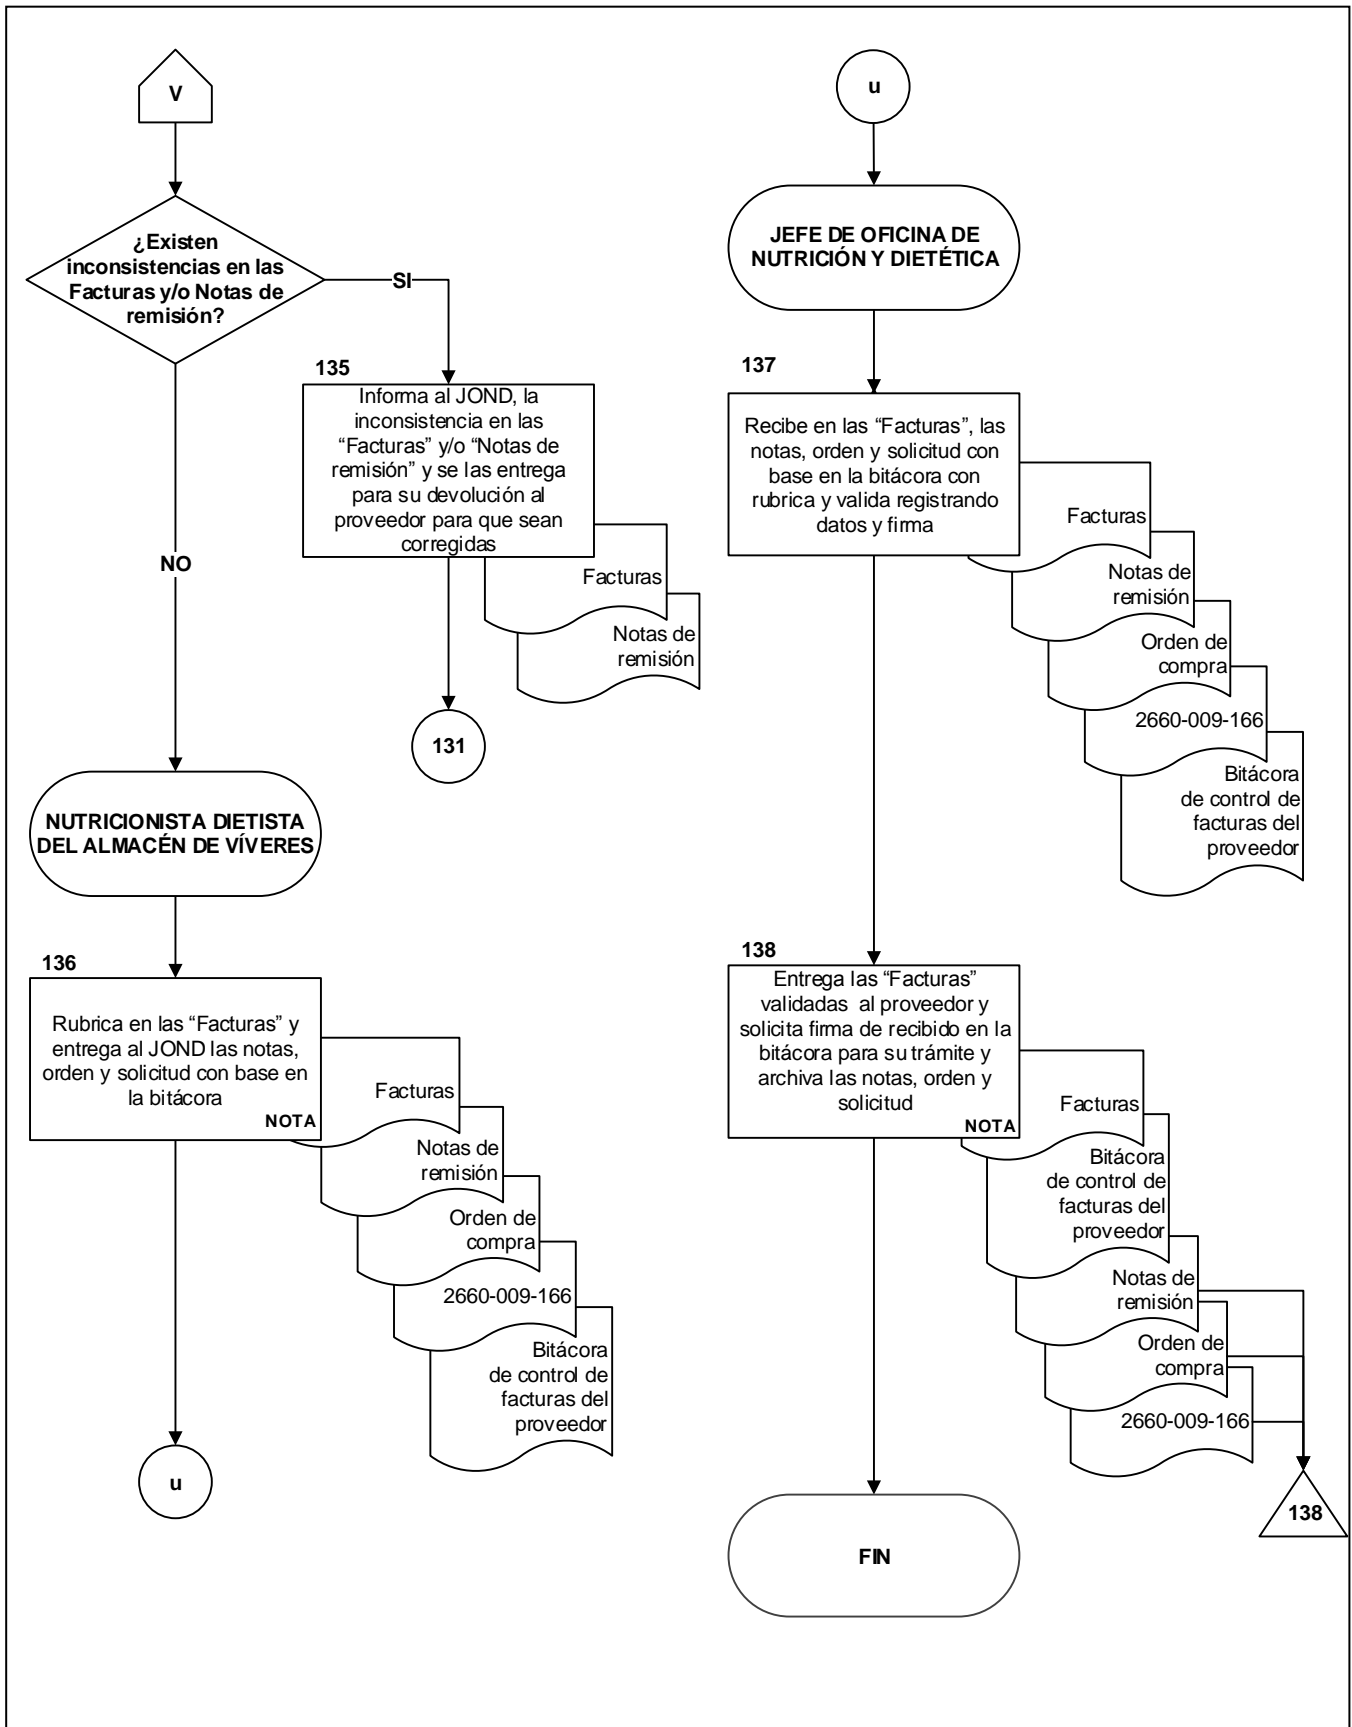 V
¿Existen
inconsistencias en las
Facturas y/o Notas de
remisión?
SI
NO
135
Informa al JOND, la
inconsistencia en las
“Facturas” y/o “Notas de
remisión” y se las entrega
para su devolución al
proveedor para que sean
corregidas
Facturas
Notas de
remisión
131
NUTRICIONISTA DIETISTA
DEL ALMACÉN DE VÍVERES
136
Rubrica en las “Facturas” y
entrega al JOND las notas,
orden y solicitud con base en
la bitácora
NOTA
Facturas
Notas de
remisión
Orden de
compra
2660-009-166
Bitácora
de control de
facturas del
proveedor
u
u
JEFE DE OFICINA DE
NUTRICIÓN Y DIETÉTICA
137
Recibe en las “Facturas”, las
notas, orden y solicitud con
base en la bitácora con
rubrica y valida registrando
datos y firma
Facturas
Notas de
remisión
Orden de
compra
2660-009-166
Bitácora
de control de
facturas del
proveedor
138
Entrega las “Facturas”
validadas al proveedor y
solicita firma de recibido en la
bitácora para su trámite y
archiva las notas, orden y
solicitud
NOTA
Facturas
Bitácora
de control de
facturas del
proveedor
Notas de
remisión
Orden de
compra
2660-009-166
138
FIN